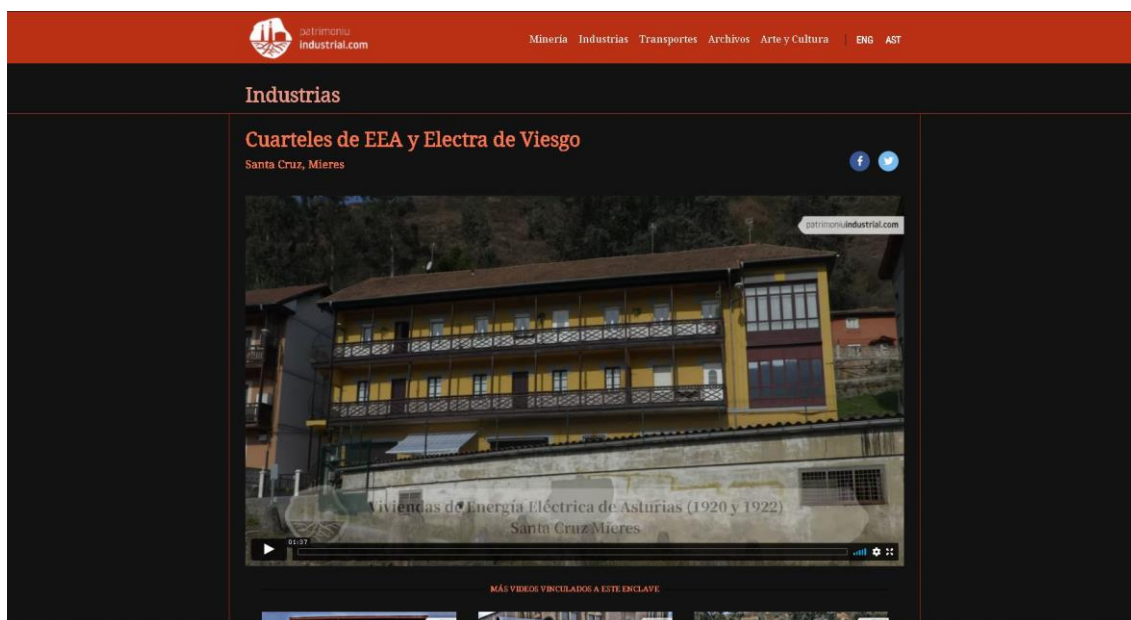 patrimoniu
industrial.com
Minería Industrias Transportes Archivos Arte y Cultura | ENG AST
Industrias
Cuarteles de EEA y Electra de Viesgo
Santa Cruz, Mieres
patrimoniuindustrial.com
Viviendas de Energía Eléctrica de Asturias (1920 y 1922)
Santa Cruz Mieres
01:37
MÁS VIDEOS VINCULADOS A ESTE ENCLAVE